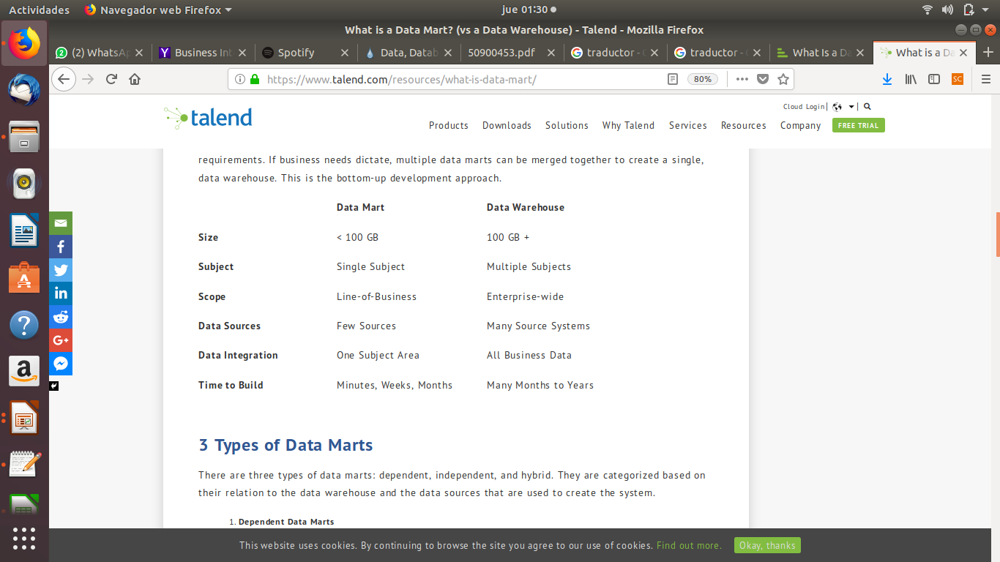 Actividades Navegador web Firefox jue 01:30
What is a Data Mart? (vs a Data Warehouse) - Talend - Mozilla Firefox
(2) WhatsAp Business Int Spotify Data, Datab 50900453.pdf traductor - G traductor - G What Is a Da What is a Da
https://www.talend.com/resources/what-is-data-mart/ 80% SC
Cloud Login
talend
Products Downloads Solutions Why Talend Services Resources Company FREE TRIAL
requirements. If business needs dictate, multiple data marts can be merged together to create a single,
data warehouse. This is the bottom-up development approach.
Data Mart Data Warehouse
Size < 100 GB 100 GB +
Subject Single Subject Multiple Subjects
Scope Line-of-Business Enterprise-wide
Data Sources Few Sources Many Source Systems
Data Integration One Subject Area All Business Data
Time to Build Minutes, Weeks, Months Many Months to Years
3 Types of Data Marts
There are three types of data marts: dependent, independent, and hybrid. They are categorized based on
their relation to the data warehouse and the data sources that are used to create the system.
1. Dependent Data Marts
This website uses cookies. By continuing to browse the site you agree to our use of cookies. Find out more. Okay, thanks